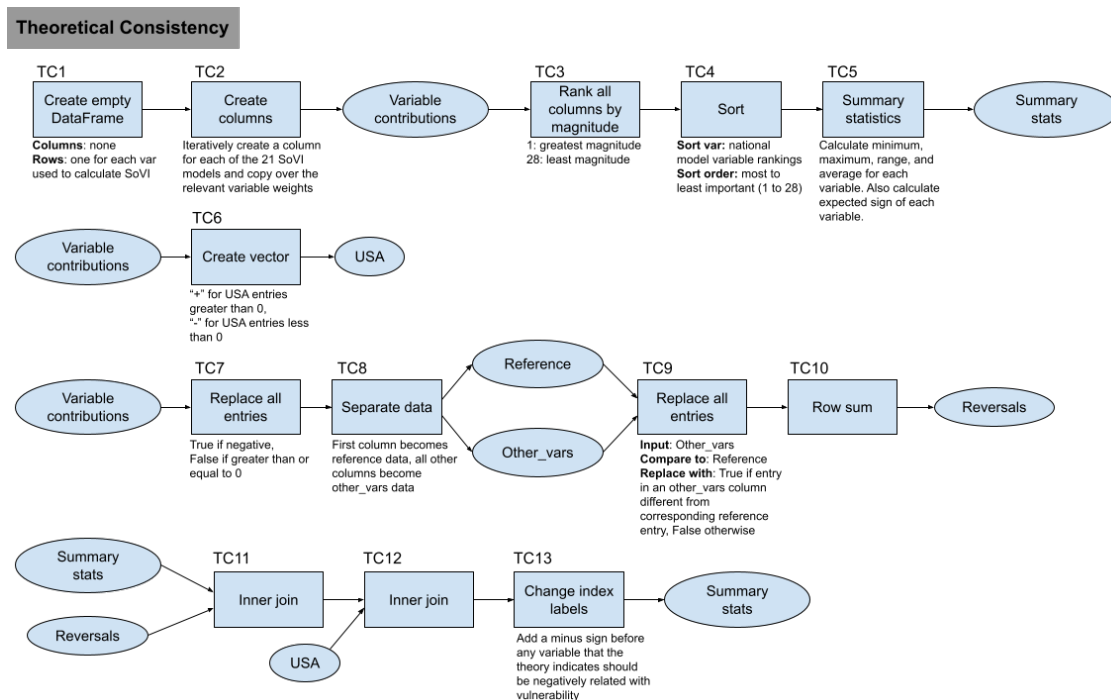 Theoretical Consistency
TC1
Create empty
DataFrame
Columns: none
Rows: one for each var
used to calculate SoVI
TC2
Create
columns
Iteratively create a column
for each of the 21 SoVI
models and copy over the
relevant variable weights
Variable
contributions
TC3
Rank all
columns by
magnitude
1: greatest magnitude
28: least magnitude
TC4
Sort
Sort var: national
model variable rankings
Sort order: most to
least important (1 to 28)
TC5
Summary
statistics
Calculate minimum,
maximum, range, and
average for each
variable. Also calculate
expected sign of each
variable.
Summary
stats
Variable
contributions
TC6
Create vector
“+” for USA entries
greater than 0,
“-” for USA entries less
than 0
USA
Variable
contributions
TC7
Replace all
entries
True if negative,
False if greater than or
equal to 0
TC8
Separate data
First column becomes
reference data, all other
columns become
other_vars data
Reference
Other_vars
TC9
Replace all
entries
Input: Other_vars
Compare to: Reference
Replace with: True if entry
in an other_vars column
different from
corresponding reference
entry, False otherwise
TC10
Row sum
Reversals
Summary
stats
Reversals
TC11
Inner join
USA
TC12
Inner join
TC13
Change index
labels
Add a minus sign before
any variable that the
theory indicates should
be negatively related with
vulnerability
Summary
stats